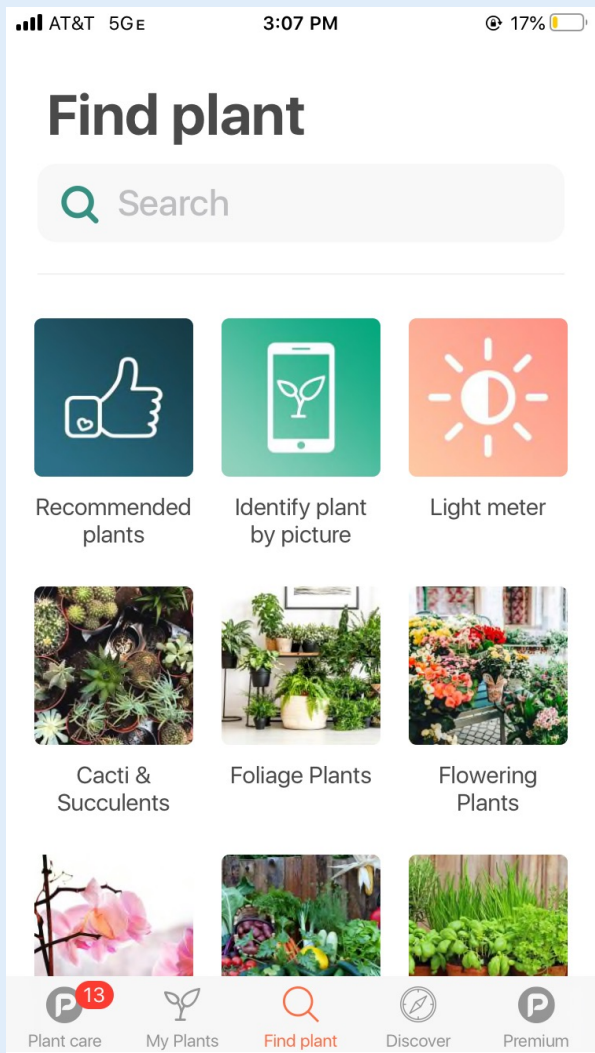 AT&T 5GE 3:07 PM 17%
Find plant
Search
Recommended
plants
Identify plant
by picture
Light meter
Cacti &
Succulents
Foliage Plants
Flowering
Plants
P 13 P
Plant care My Plants Find plant Discover Premium